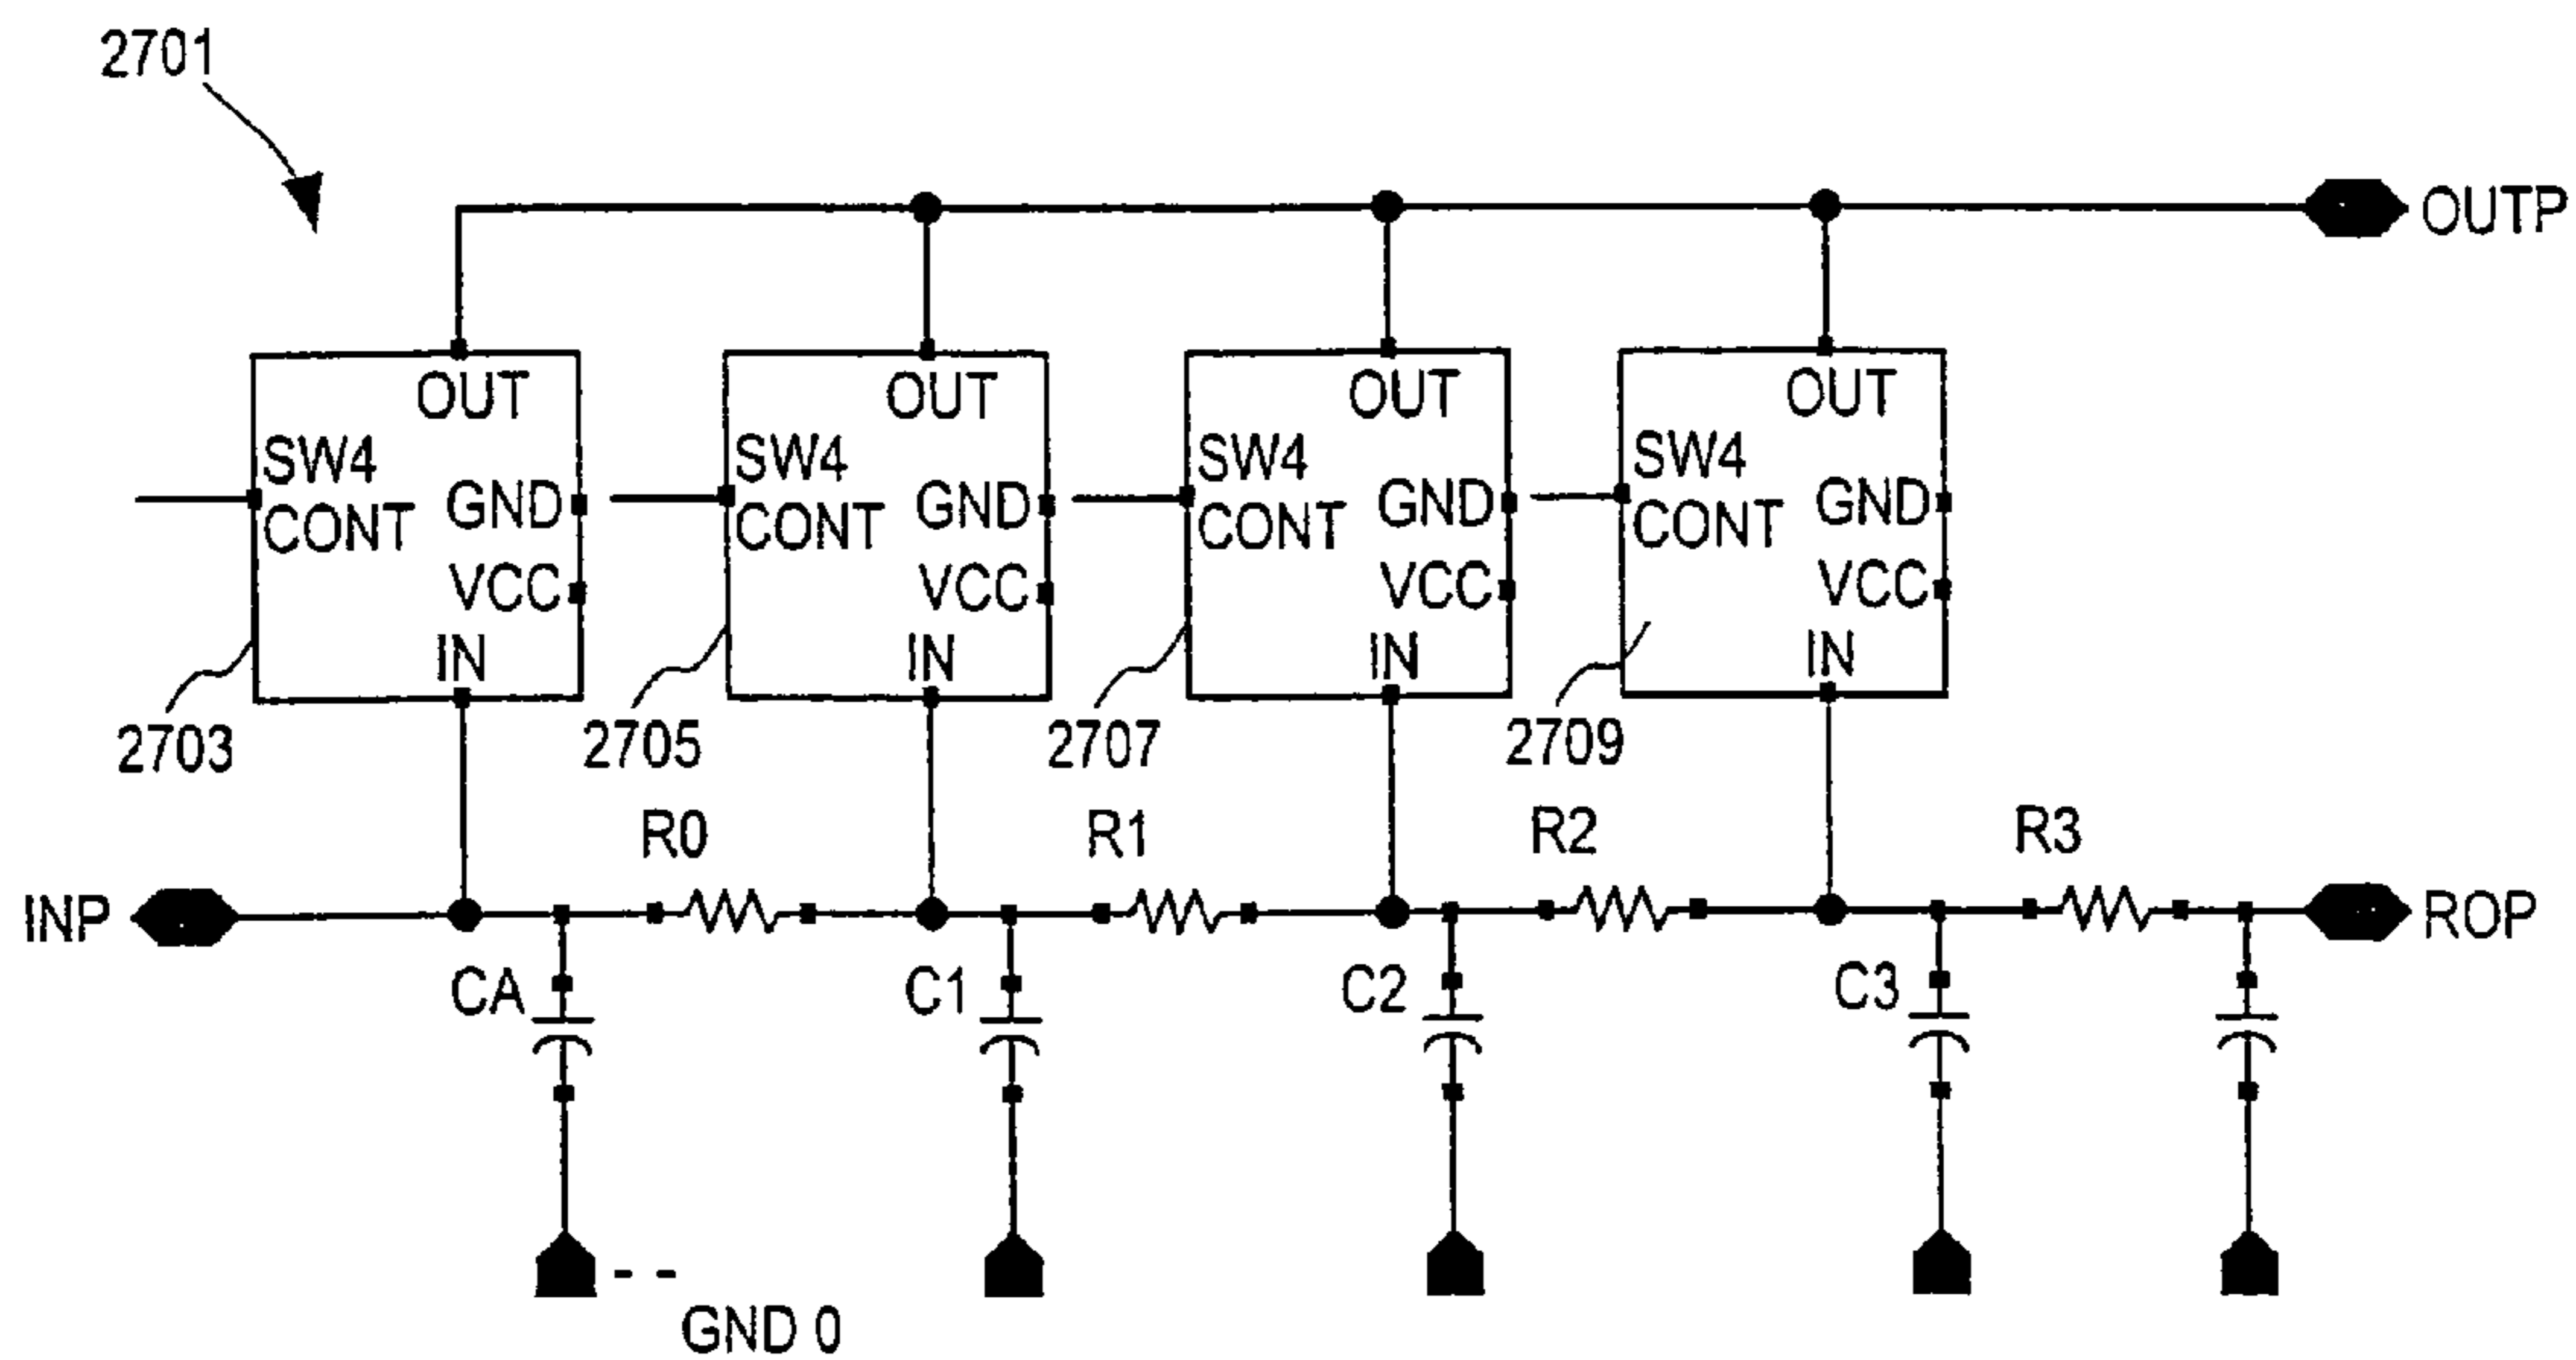 2701
OUTP
OUT
SW4
CONT
GND
VCC
IN
2703
OUT
SW4
CONT
GND
VCC
IN
2705
OUT
SW4
CONT
GND
VCC
IN
2707
OUT
SW4
CONT
GND
VCC
IN
2709
INP
R0
R1
R2
R3
ROP
CA
C1
C2
C3
GND 0